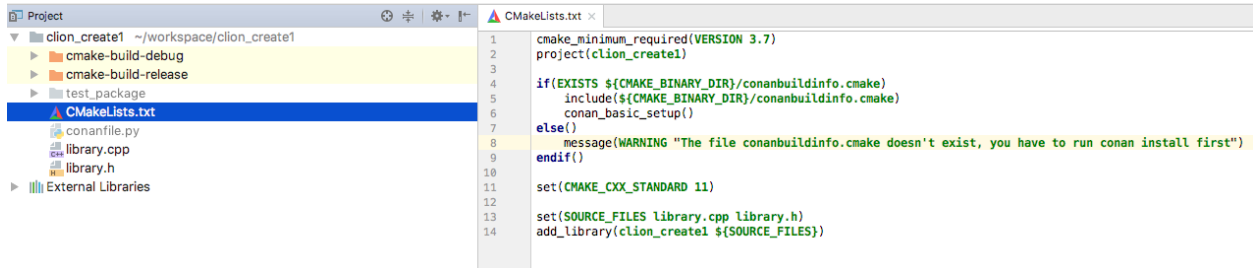 Project
clion_create1 ~/workspace/clion_create1
cmake-build-debug
cmake-build-release
test_package
CMakeLists.txt
conanfile.py
library.cpp
library.h
External Libraries
CMakeLists.txt
1 cmake_minimum_required(VERSION 3.7)
2 project(clion_create1)
3
4 if(EXISTS ${CMAKE_BINARY_DIR}/conanbuildinfo.cmake)
5 include(${CMAKE_BINARY_DIR}/conanbuildinfo.cmake)
6 conan_basic_setup()
7 else()
8 message(WARNING "The file conanbuildinfo.cmake doesn't exist, you have to run conan install first")
9 endif()
10
11 set(CMAKE_CXX_STANDARD 11)
12
13 set(SOURCE_FILES library.cpp library.h)
14 add_library(clion_create1 ${SOURCE_FILES})